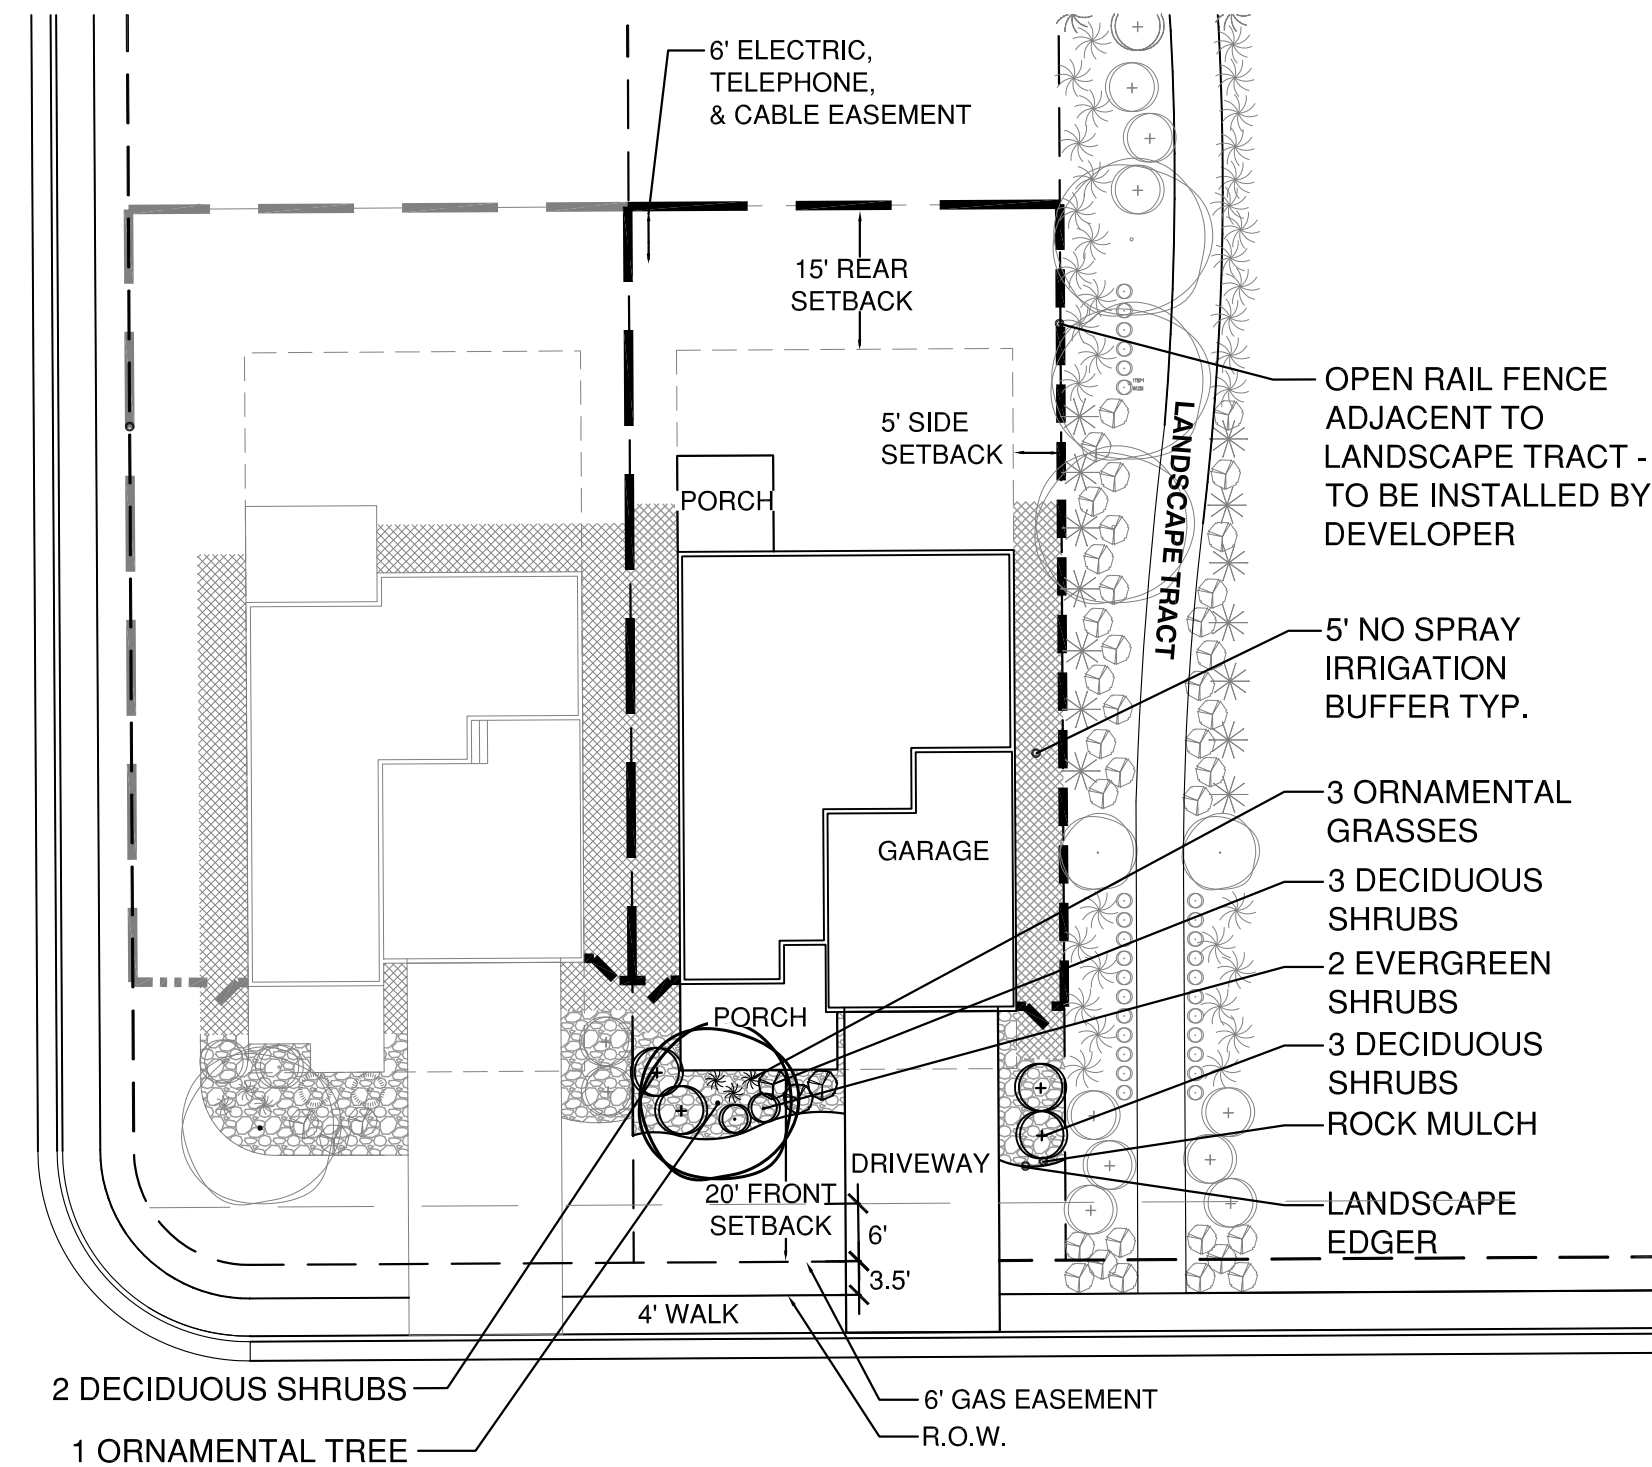 6' ELECTRIC,
TELEPHONE,
& CABLE EASEMENT
15' REAR
SETBACK
5' SIDE
SETBACK
PORCH
LANDSCAPE TRACT
OPEN RAIL FENCE
ADJACENT TO
LANDSCAPE TRACT -
TO BE INSTALLED BY
DEVELOPER
5' NO SPRAY
IRRIGATION
BUFFER TYP.
3 ORNAMENTAL
GRASSES
GARAGE
3 DECIDUOUS
SHRUBS
2 EVERGREEN
SHRUBS
PORCH
3 DECIDUOUS
SHRUBS
ROCK MULCH
DRIVEWAY
20' FRONT
SETBACK
LANDSCAPE
EDGER
6'
3.5'
4' WALK
2 DECIDUOUS SHRUBS
1 ORNAMENTAL TREE
6' GAS EASEMENT
R.O.W.